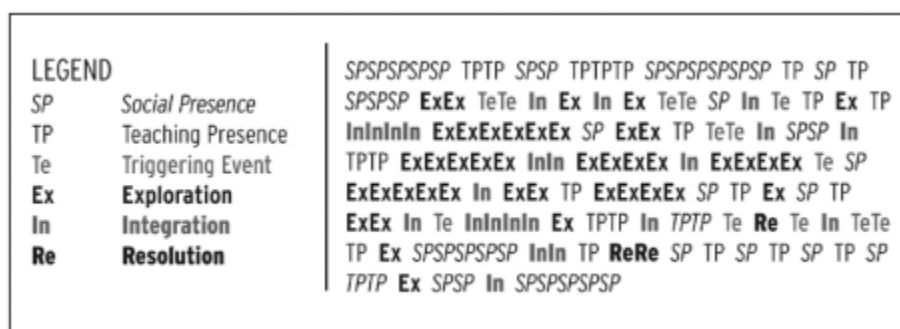 LEGEND
SP Social Presence
TP Teaching Presence
Te Triggering Event
Ex Exploration
In Integration
Re Resolution
SPSPSPSPSP TPTP SPSP TPTPTP SPSPSPSPSPSP TP SP TP
SPSPSP ExEx TeTe In Ex In Ex TeTe SP In Te TP Ex TP
InInInIn ExExExExExEx SP ExEx TP TeTe In SPSP In
TPTP ExExExExEx InIn ExExExEx In ExExExEx Te SP
ExExExExEx In ExEx TP ExExExEx SP TP Ex SP TP
ExEx In Te InInInIn Ex TPTP In TPTP Te Re Te In TeTe
TP Ex SPSPSPSPSP InIn TP ReRe SP TP SP TP SP TP SP
TPTP Ex SPSP In SPSPSPSPSP